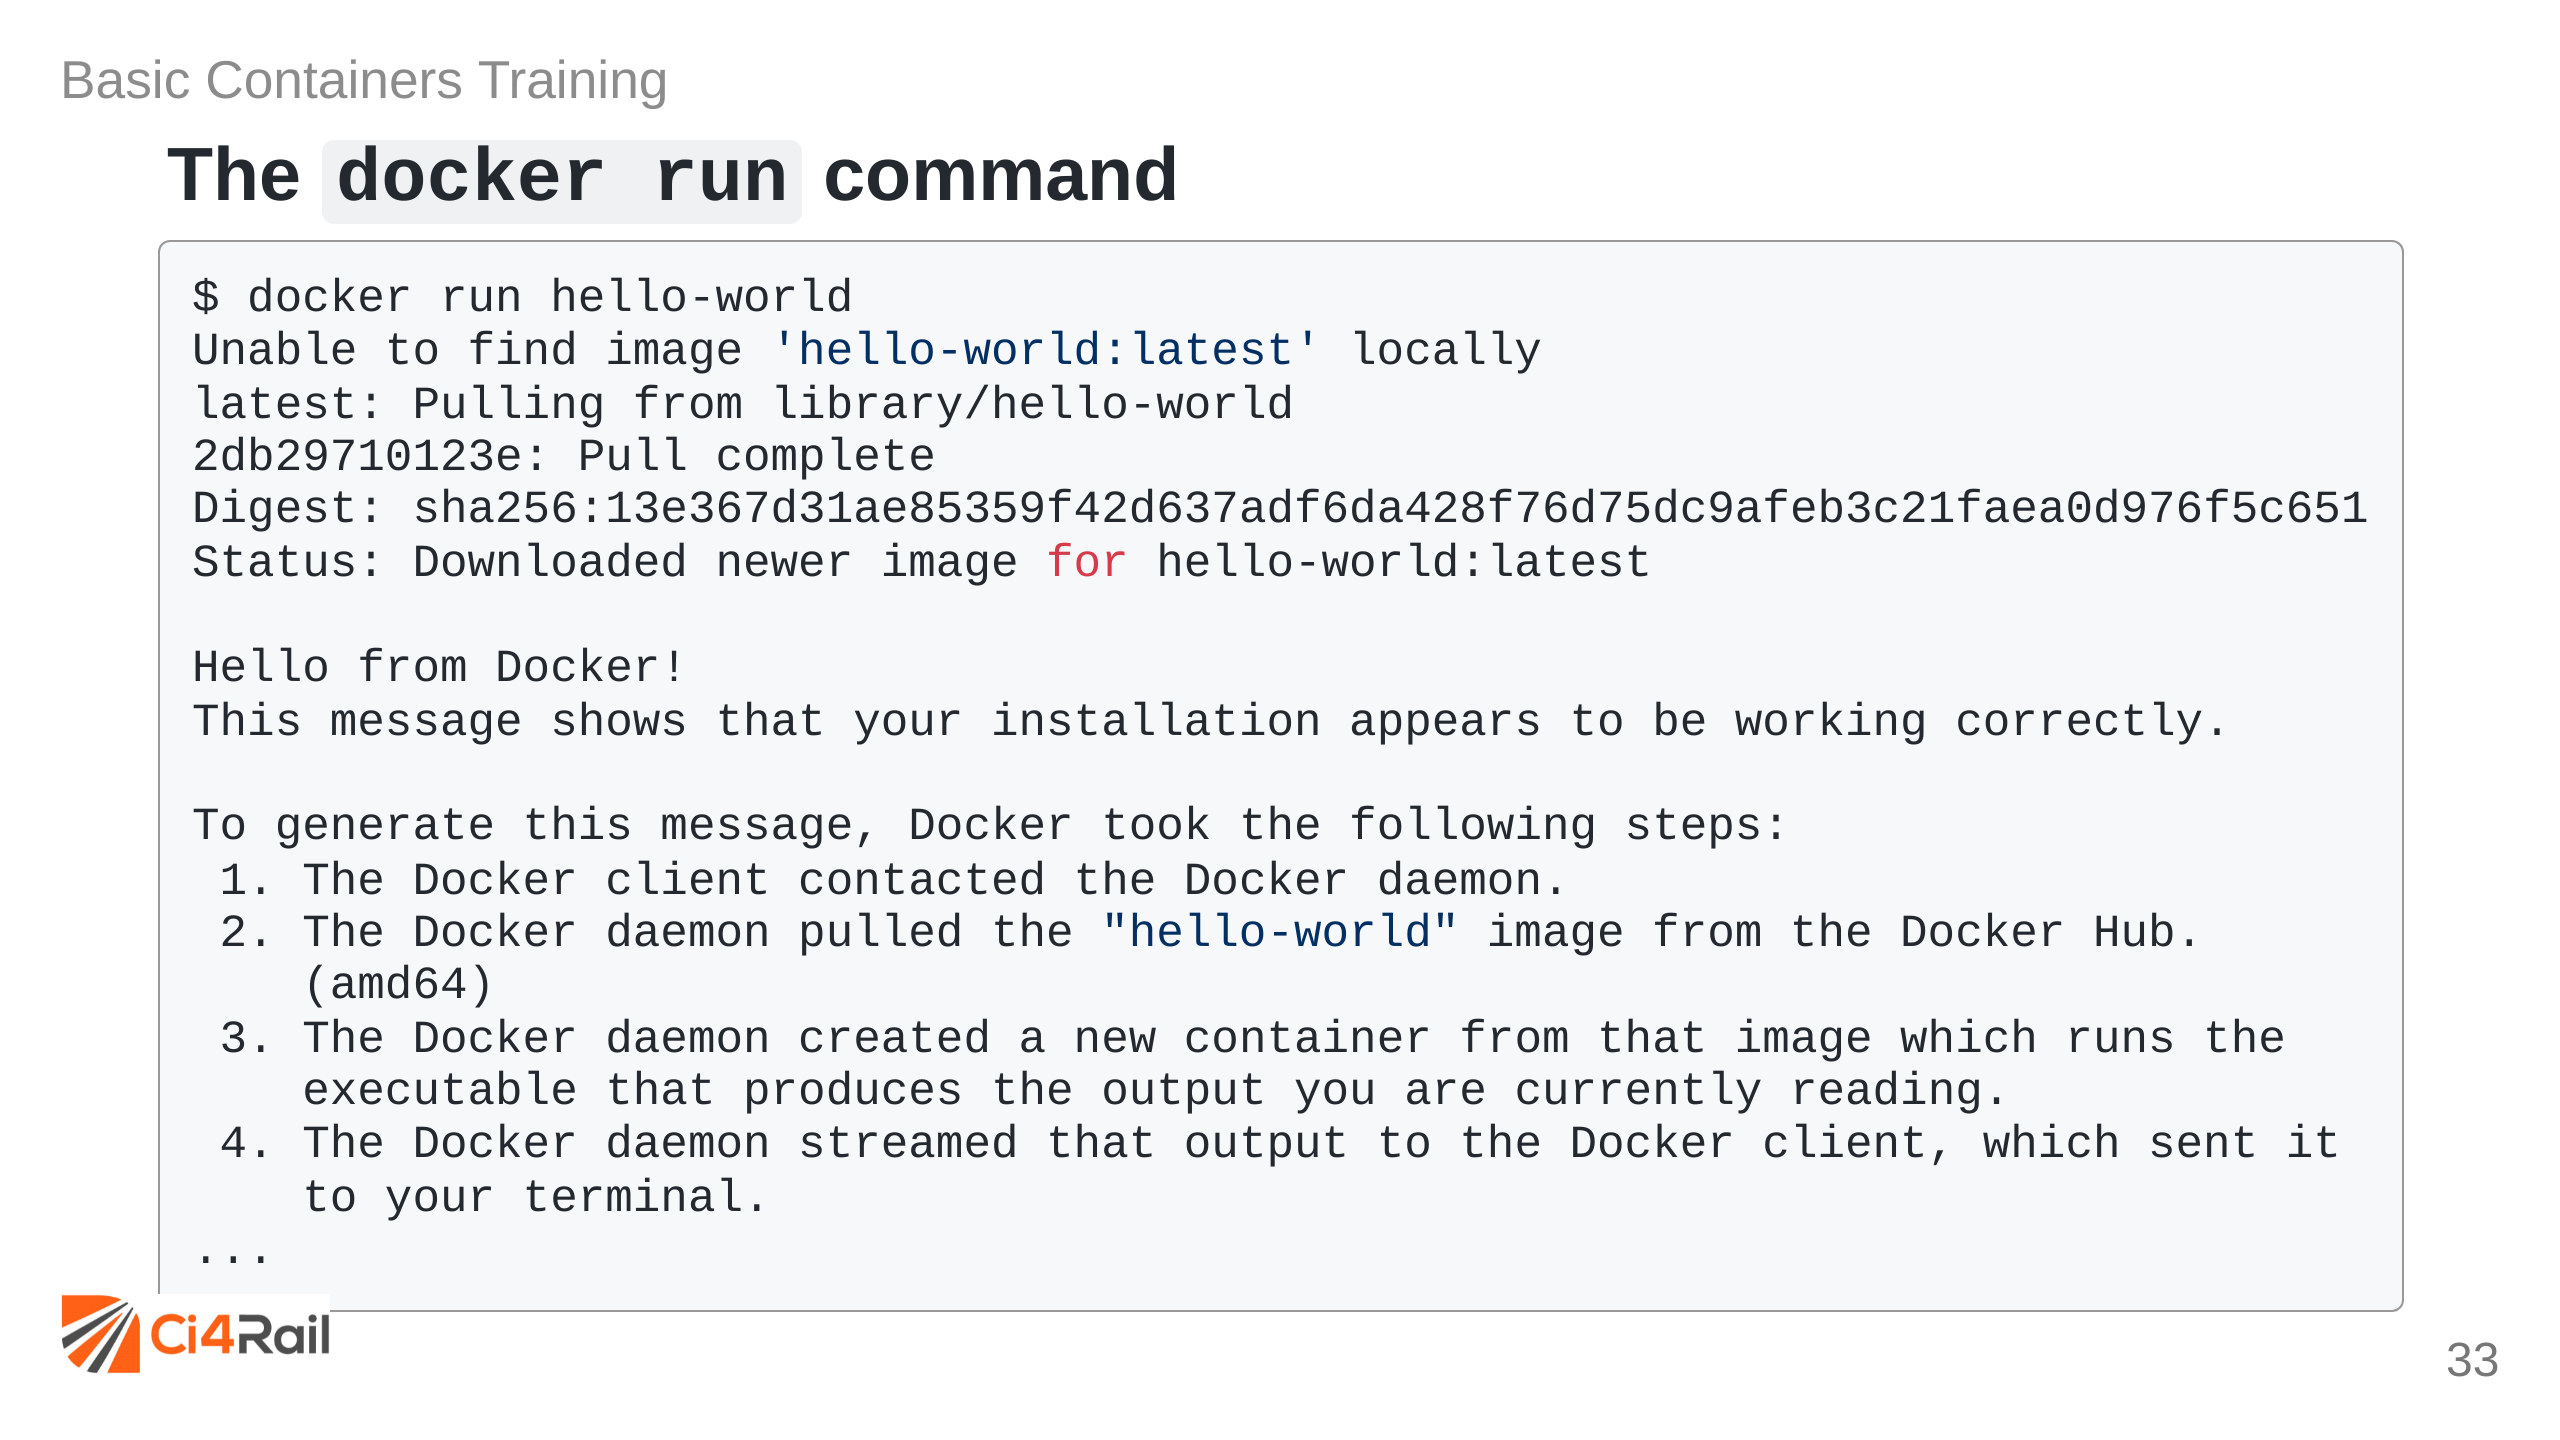 Basic Containers Training
The docker run command
$ docker run hello-world
Unable to find image 'hello-world:latest' locally
latest: Pulling from library/hello-world
2db29710123e: Pull complete
Digest: sha256:13e367d31ae85359f42d637adf6da428f76d75dc9afeb3c21faea0d976f5c651
Status: Downloaded newer image for hello-world:latest

Hello from Docker!
This message shows that your installation appears to be working correctly.

To generate this message, Docker took the following steps:
 1. The Docker client contacted the Docker daemon.
 2. The Docker daemon pulled the "hello-world" image from the Docker Hub.
    (amd64)
 3. The Docker daemon created a new container from that image which runs the
    executable that produces the output you are currently reading.
 4. The Docker daemon streamed that output to the Docker client, which sent it
    to your terminal.
...
Ci4Rail
33